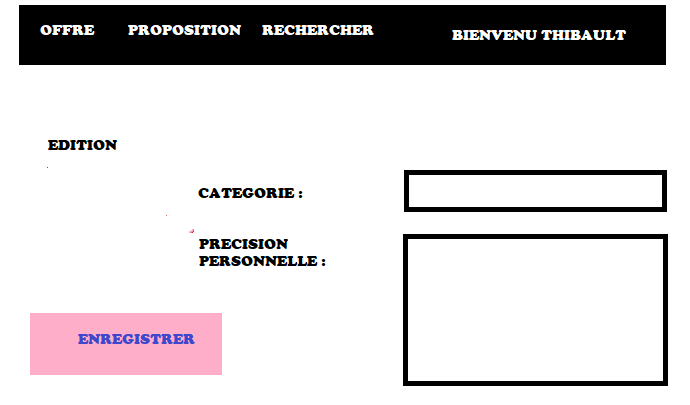 OFFRE PROPOSITION RECHERCHER BIENVENU THIBAULT
EDITION
CATEGORIE :
PRECISION
PERSONNELLE :
ENREGISTRER